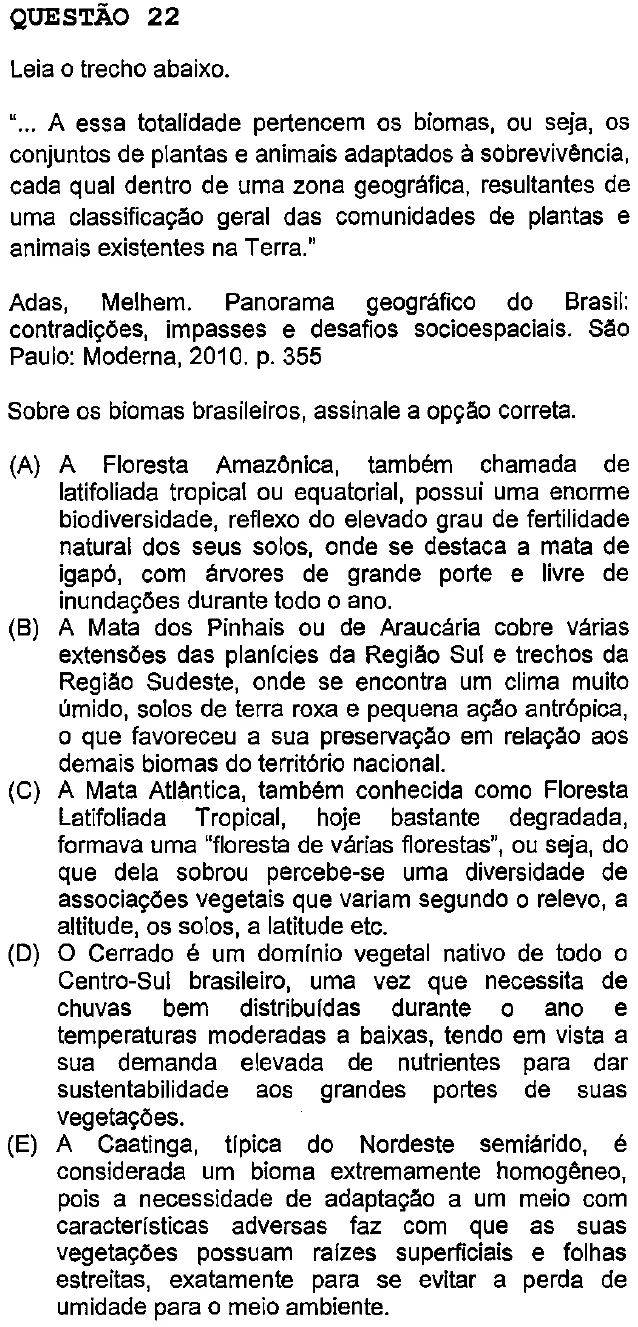 QUESTÃO 22
Leia o trecho abaixo.
“... A essa totalidade pertencem os biomas, ou seja, os
conjuntos de plantas e animais adaptados à sobrevivência,
cada qual dentro de uma zona geográfica, resultantes de
uma classificação geral das comunidades de plantas e
animais existentes na Terra.”
Adas, Melhem. Panorama geográfico do Brasil:
contradições, impasses e desafios socioespaciais. São
Paulo: Moderna, 2010. p. 355
Sobre os biomas brasileiros, assinale a opção correta.
(A) A Floresta Amazônica, também chamada de
latifoliada tropical ou equatorial, possui uma enorme
biodiversidade, reflexo do elevado grau de fertilidade
natural dos seus solos, onde se destaca a mata de
igapó, com árvores de grande porte e livre de
inundações durante todo o ano.
(B) A Mata dos Pinhais ou de Araucária cobre várias
extensões das planícies da Região Sul e trechos da
Região Sudeste, onde se encontra um clima muito
úmido, solos de terra roxa e pequena ação antrópica,
o que favoreceu a sua preservação em relação aos
demais biomas do território nacional.
(C) A Mata Atlântica, também conhecida como Floresta
Latifoliada Tropical, hoje bastante degradada,
formava uma “floresta de várias florestas”, ou seja, do
que dela sobrou percebe-se uma diversidade de
associações vegetais que variam segundo o relevo, a
altitude, os solos, a latitude etc.
(D) O Cerrado é um domínio vegetal nativo de todo o
Centro-Sul brasileiro, uma vez que necessita de
chuvas bem distribuídas durante o ano e
temperaturas moderadas a baixas, tendo em vista a
sua demanda elevada de nutrientes para dar
sustentabilidade aos grandes portes de suas
vegetações.
(E) A Caatinga, típica do Nordeste semiárido, é
considerada um bioma extremamente homogêneo,
pois a necessidade de adaptação a um meio com
características adversas faz com que as suas
vegetações possuam raízes superficiais e folhas
estreitas, exatamente para se evitar a perda de
umidade para o meio ambiente.